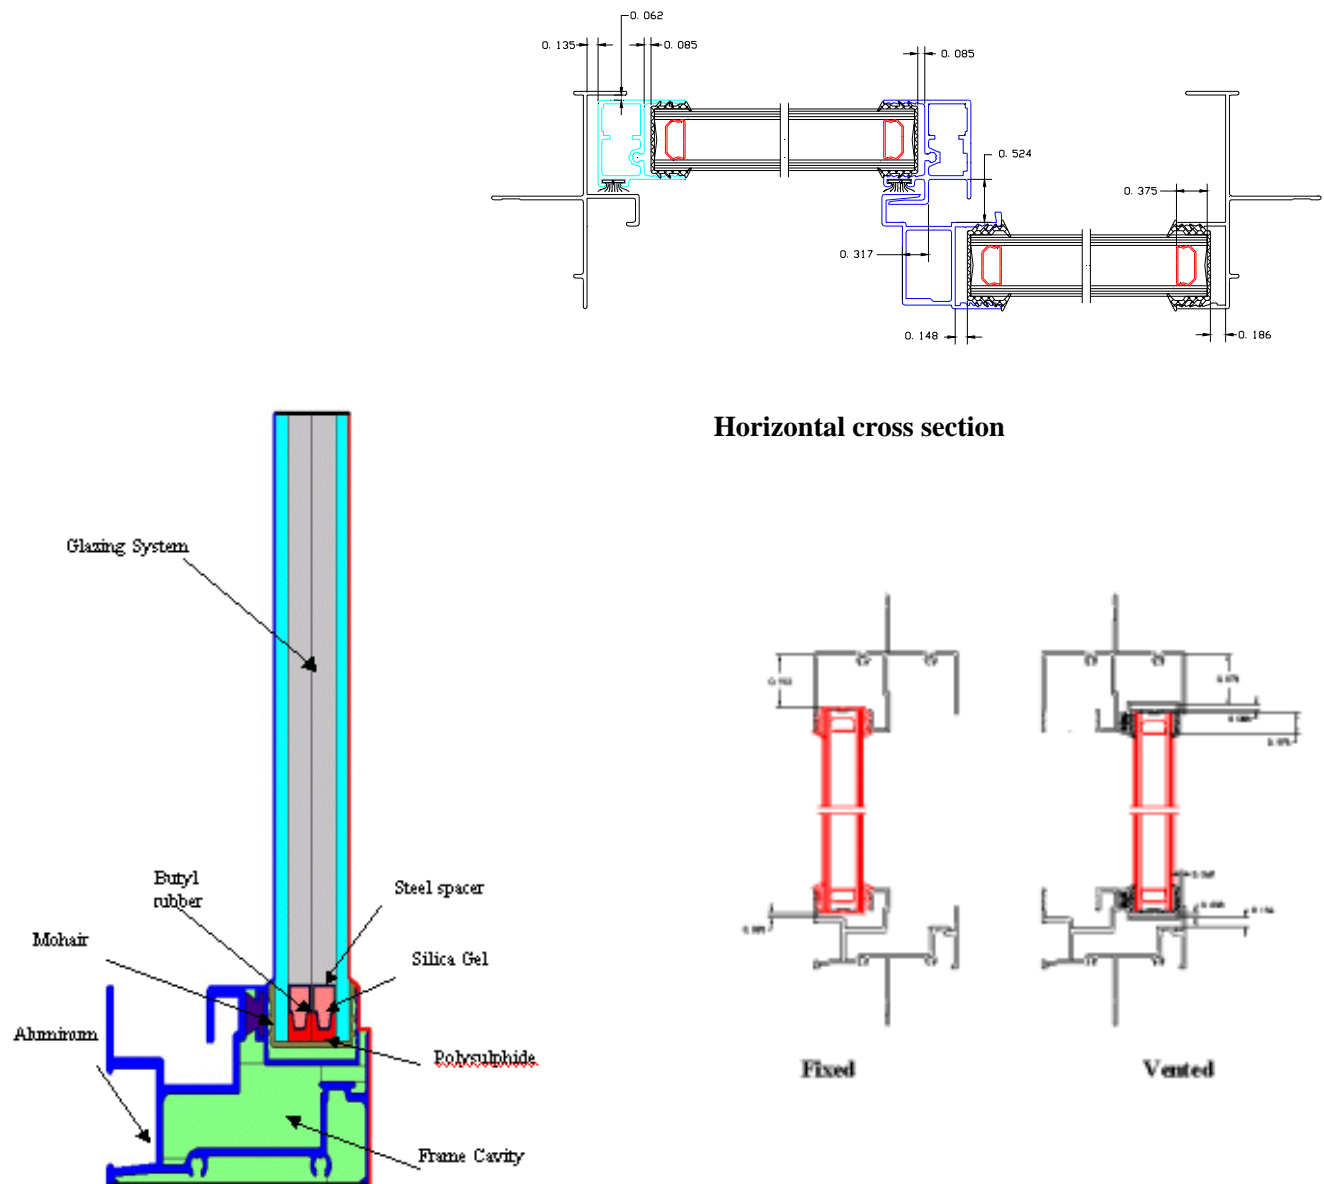 0. 062
0. 135
0. 085
0. 085
0. 524
0. 375
0. 317
0. 148
0. 186
Horizontal cross section
Glazing System
Butyl
rubber
Steel spacer
Mohair
Silica Gel
Aluminum
Polysulphide
Frame Cavity
Fixed
Vented